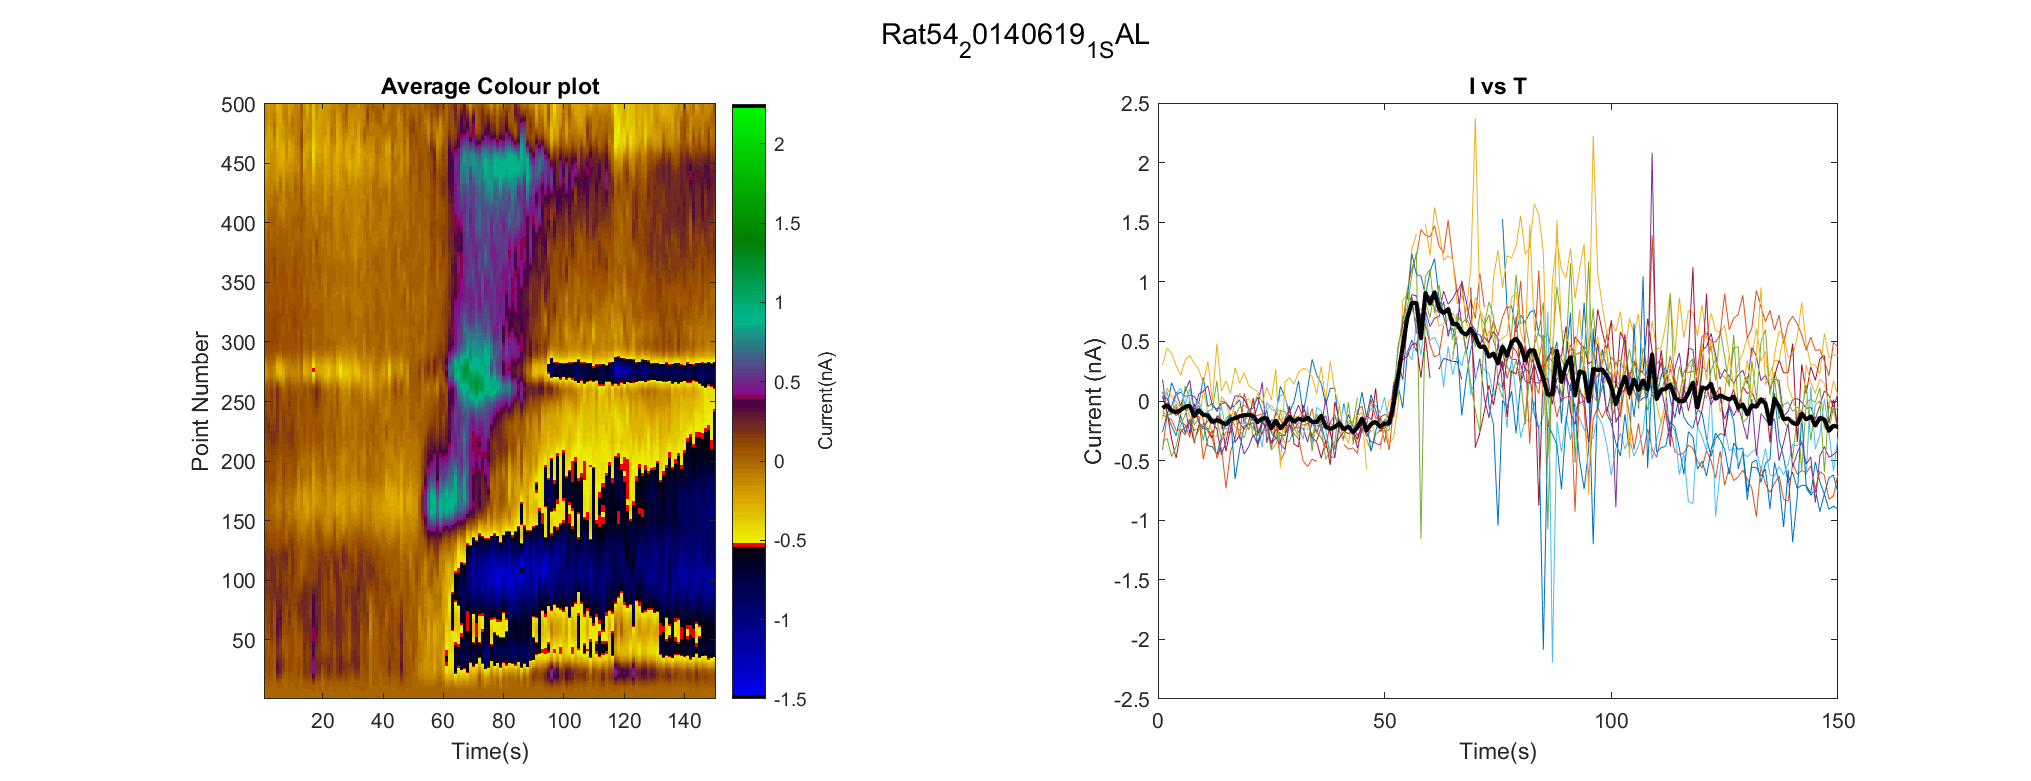 Rat54₂0140619₁SAL
Average Colour plot
500
450
400
350
300
250
200
150
100
50
Point Number
20 40 60 80 100 120 140
Time(s)
2
1.5
1
0.5
0
-0.5
-1
-1.5
Current(nA)
I vs T
2.5
2
1.5
1
0.5
0
-0.5
-1
-1.5
-2
-2.5
Current (nA)
0 50 100 150
Time(s)